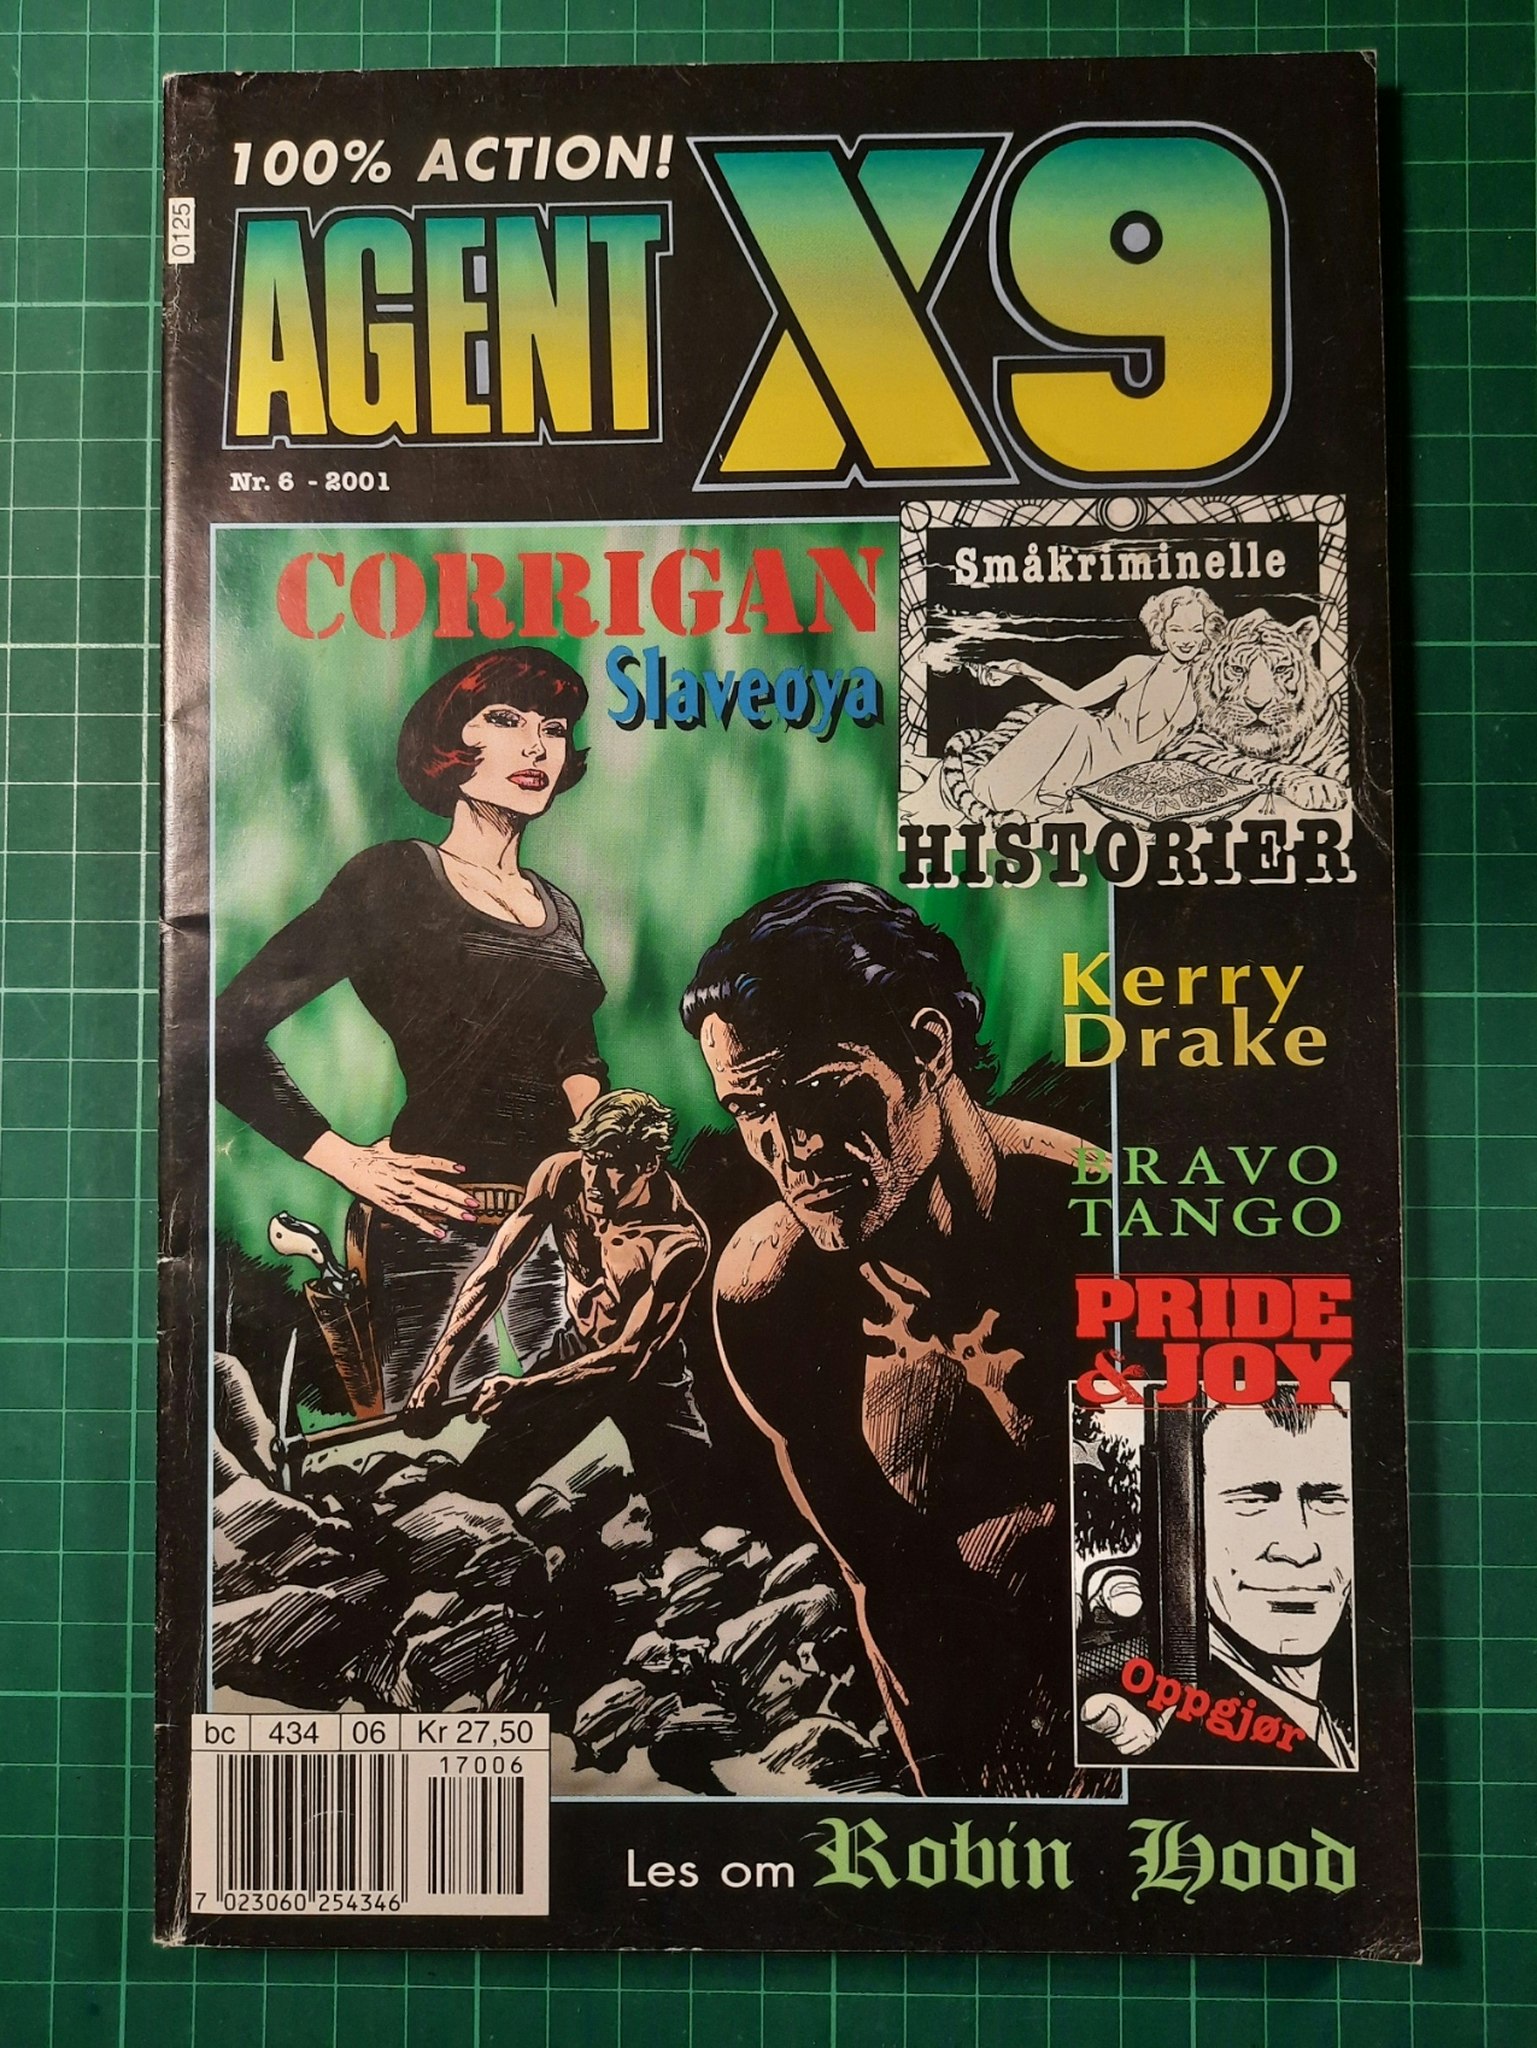 100% ACTION!
AGENT X9
0125
Nr. 6 - 2001
CORRIGAN
Slaveøya
Småkriminelle
HISTORIER
Kerry
Drake
BRAVO
TANGO
PRIDE
& JOY
Oppgjør
bc 434 06 Kr 27,50
17006
7 023060 254346
Les om Robin Hood